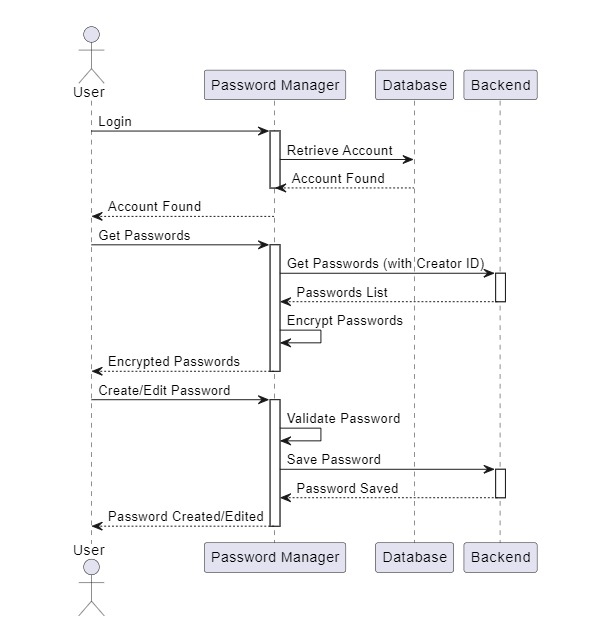 User
Password Manager
Database
Backend
Login
Retrieve Account
Account Found
Account Found
Get Passwords
Get Passwords (with Creator ID)
Passwords List
Encrypt Passwords
Encrypted Passwords
Create/Edit Password
Validate Password
Save Password
Password Saved
Password Created/Edited
User
Password Manager
Database
Backend